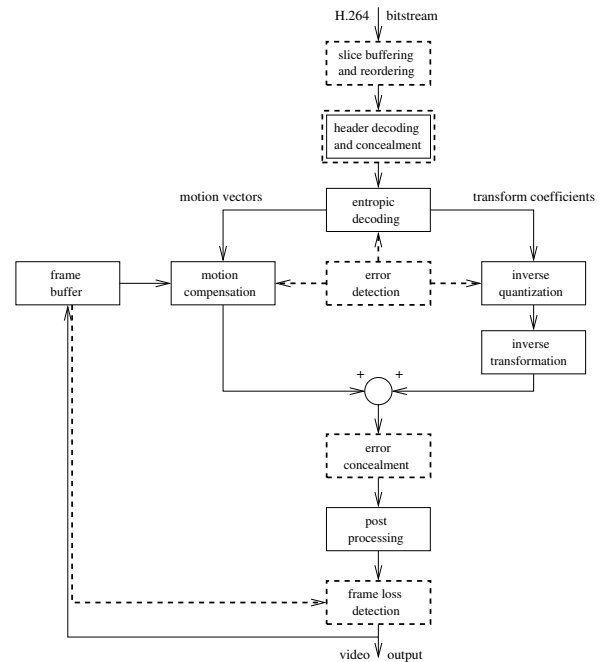 H.264 bitstream
slice buffering
and reordering
header decoding
and concealment
motion vectors
transform coefficients
entropic
decoding
frame
buffer
motion
compensation
error
detection
inverse
quantization
inverse
transformation
+ +
error
concealment
post
processing
frame loss
detection
video output